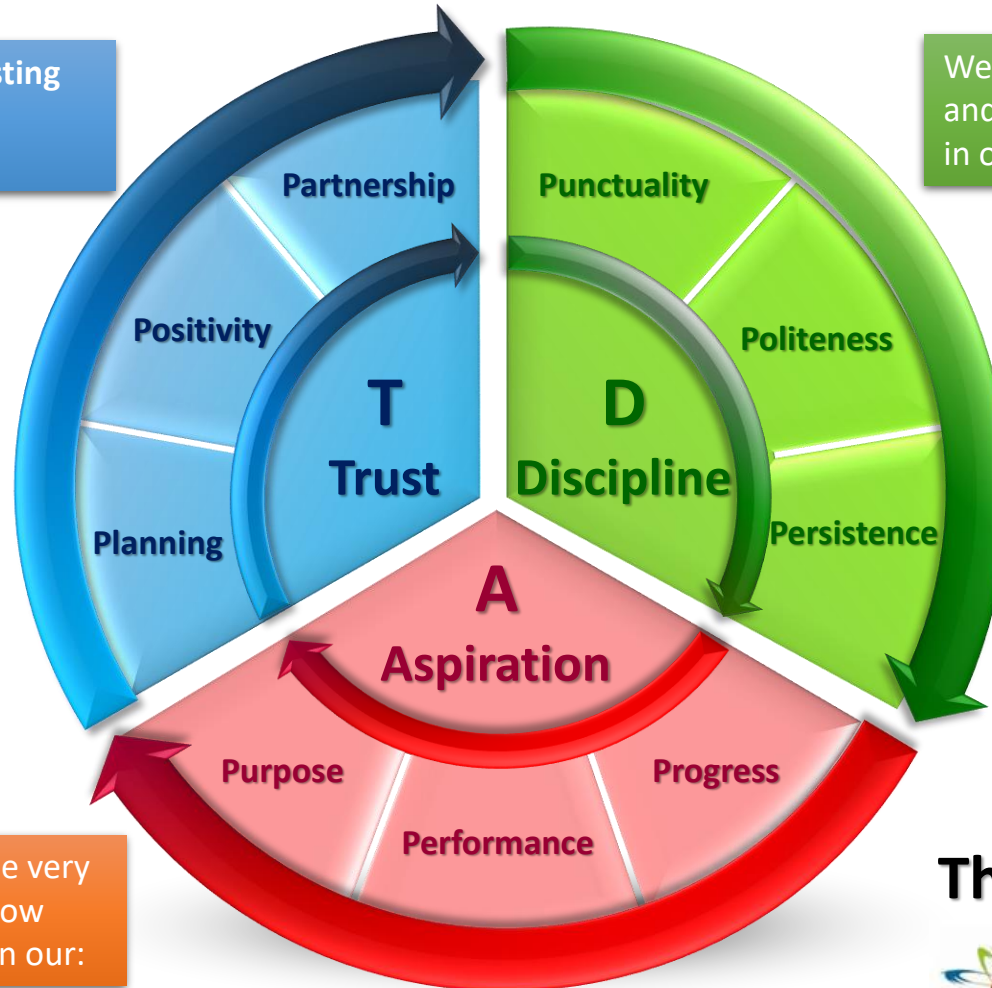 We
and
in o
Partnership
Positivity
Planning
T
Trust
Punctuality
Politeness
Persistence
D
Discipline
A
Aspiration
Purpose
Performance
Progress
e very
ow
n our:
sting
Th